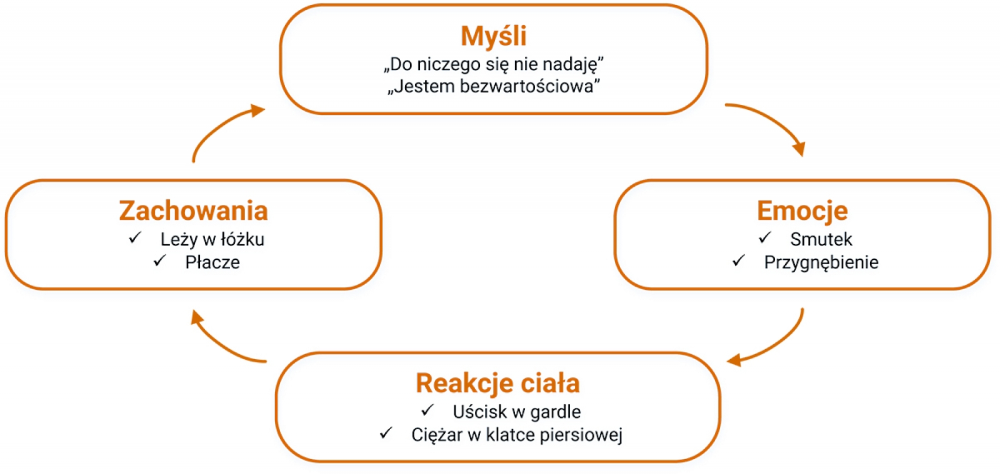 Myśli
„Do niczego się nie nadaję”
„Jestem bezwartościowa”
Zachowania
✓ Leży w łóżku
✓ Płacze
Emocje
✓ Smutek
✓ Przygnębienie
Reakcje ciała
✓ Uścisk w gardle
✓ Ciężar w klatce piersiowej